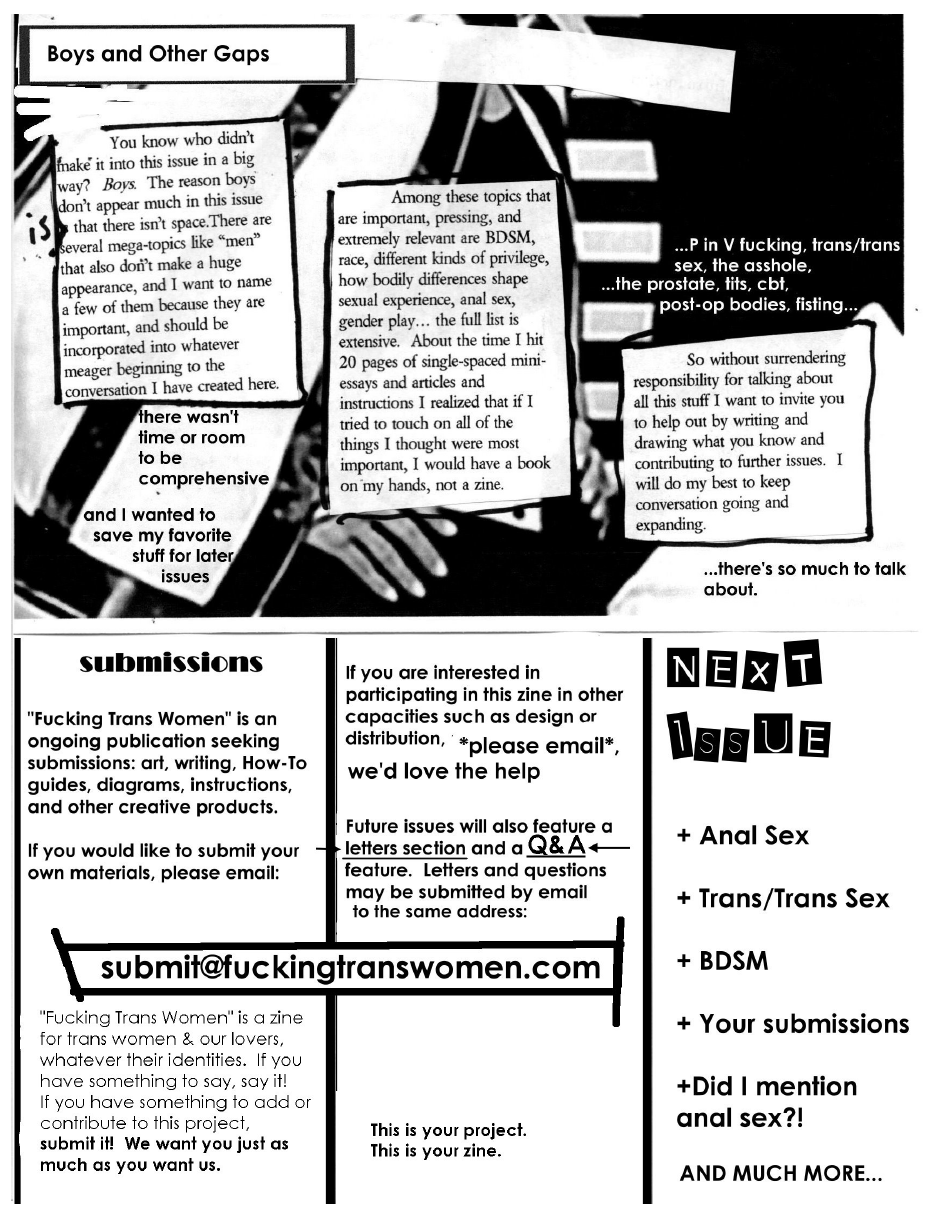 Boys and Other Gaps
You know who didn't
make it into this issue in a big
way? Boys. The reason boys
don't appear much in this issue
is that there isn't space.There are
several mega-topics like "men"
that also don't make a huge
appearance, and I want to name
a few of them because they are
important, and should be
incorporated into whatever
meager beginning to the
conversation I have created here.
there wasn't
time or room
to be
comprehensive
and I wanted to
save my favorite
stuff for later
issues
Among these topics that
are important, pressing, and
extremely relevant are BDSM,
race, different kinds of privilege,
how bodily differences shape
sexual experience, anal sex,
gender play... the full list is
extensive. About the time I hit
20 pages of single-spaced mini-
essays and articles and
instructions I realized that if I
tried to touch on all of the
things I thought were most
important, I would have a book
on my hands, not a zine.
...P in V fucking, trans/trans
sex, the asshole,
...the prostate, tits, cbt,
post-op bodies, fisting...
So without surrendering
responsibility for talking about
all this stuff I want to invite you
to help out by writing and
drawing what you know and
contributing to further issues. I
will do my best to keep
conversation going and
expanding.
...there's so much to talk
about.
submissions
"Fucking Trans Women" is an
ongoing publication seeking
submissions: art, writing, How-To
guides, diagrams, instructions,
and other creative products.
If you would like to submit your
own materials, please email:
If you are interested in
participating in this zine in other
capacities such as design or
distribution, *please email*,
we'd love the help
Future issues will also feature a
letters section and a Q&A
feature. Letters and questions
may be submitted by email
to the same address:
submit@fuckingtranswomen.com
"Fucking Trans Women" is a zine
for trans women & our lovers,
whatever their identities. If you
have something to say, say it!
If you have something to add or
contribute to this project,
submit it! We want you just as
much as you want us.
This is your project.
This is your zine.
NExT
IssUE
+ Anal Sex
+ Trans/Trans Sex
+ BDSM
+ Your submissions
+Did I mention
anal sex?!
AND MUCH MORE...